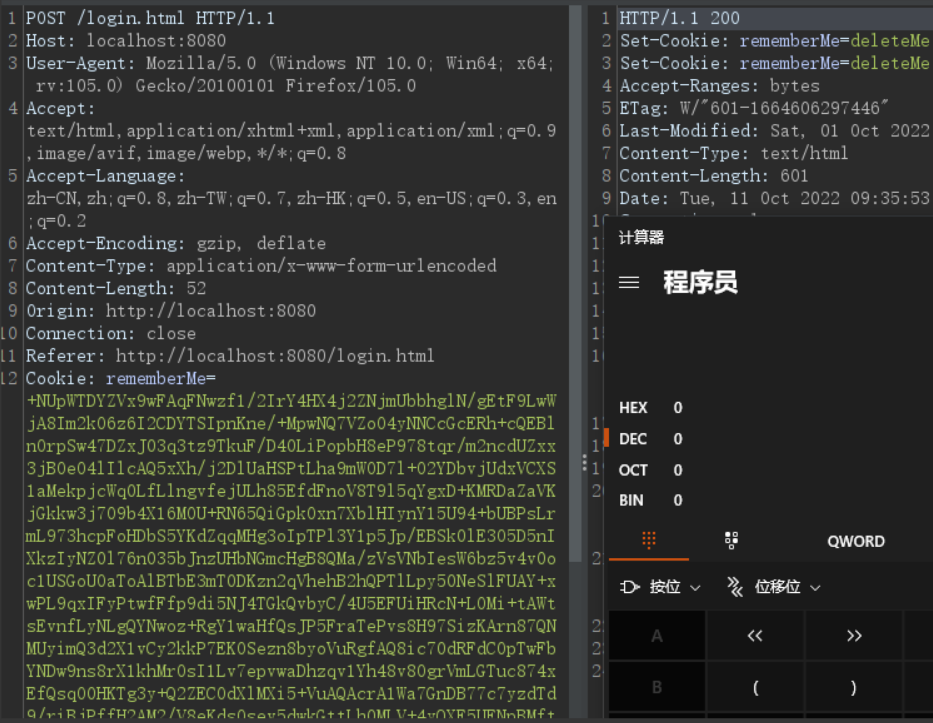 1 POST /login.html HTTP/1.1
2 Host: localhost:8080
3 User-Agent: Mozilla/5.0 (Windows NT 10.0; Win64; x64;
rv:105.0) Gecko/20100101 Firefox/105.0
4 Accept:
text/html,application/xhtml+xml,application/xml;q=0.9
,image/avif,image/webp,*/*;q=0.8
5 Accept-Language:
zh-CN,zh;q=0.8,zh-TW;q=0.7,zh-HK;q=0.5,en-US;q=0.3,en
;q=0.2
6 Accept-Encoding: gzip, deflate
7 Content-Type: application/x-www-form-urlencoded
8 Content-Length: 52
9 Origin: http://localhost:8080
10 Connection: close
11 Referer: http://localhost:8080/login.html
12 Cookie: rememberMe=
+NUpWTDYZVx9wFAqFNwzf1/2IrY4HX4j2ZNjmUbbhglN/gEtF9LwW
jA8Im2k06z6I2CDYTSIpnKne/+MpwNQ7VZo04yNNCcGcERh+cQEBl
n0rpSw47DZxJ03q3tz9TkuF/D40LiPopbH8eP978tqr/m2ncdUZxx
3jB0e04lIlcAQ5xXh/j2DlUaHSPtLha9mW0D7l+02YDbvjUdxVCXS
1aMekpjcWq0LfLlngvfejULh85EfdFnoV8T9l5qYgxD+KMRDaZaVK
jGkkw3j709b4X16M0U+RN65QiGpk0xn7XblHIynY15U94+bUBPsLr
mL973hcpFoHDbS5YKdZqqMHg3oIpTPl3Y1p5Jp/EBSk0lE305D5nI
XkzIyNZ0l76n035bJnzUHbNGmcHgB8QMa/zVsVNbIesW6bz5v4v0o
c1USGoU0aToAlBTbE3mT0DKzn2qVhehB2hQPTlLpy50NeSlFUAY+x
wPL9qxIFyPtwfFfp9di5NJ4TGkQvbyC/4U5EFUiHRcN+L0Mi+tAWt
sEvnfLyNLgQYNwoz+RgY1waHfQsJP5FraTePvs8H97SizKArn87QN
MUyimQ3d2X1vCy2kkP7EK0Sezn8byoVuRgfAQ8ic70dRFdC0pTwFb
YNDw9ns8rX1khMr0sI1Lv7epvwaDhzqv1Yh48v80grVmLGTuc874x
EfQsq00HKTg3y+Q2ZEC0dXlMXi5+VuAQAcrA1Wa7GnDB77c7yzdTd
1 HTTP/1.1 200
2 Set-Cookie: rememberMe=deleteMe
3 Set-Cookie: rememberMe=deleteMe
4 Accept-Ranges: bytes
5 ETag: W/"601-1664606297446"
6 Last-Modified: Sat, 01 Oct 2022
7 Content-Type: text/html
8 Content-Length: 601
9 Date: Tue, 11 Oct 2022 09:35:53
计算器
程序员
HEX 0
DEC 0
OCT 0
BIN 0
QWORD
按位
位移位
A << >>
B ( )